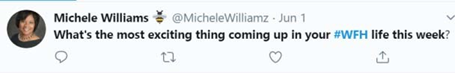 Michele Williams 🐝 @MicheleWilliamz · Jun 1
What's the most exciting thing coming up in your #WFH life this week?